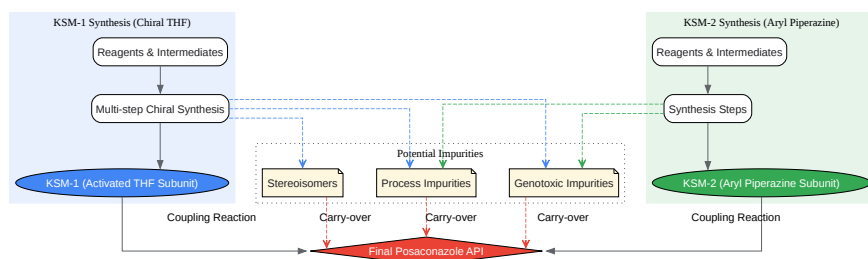 KSM-1 Synthesis (Chiral THF)
KSM-2 Synthesis (Aryl Piperazine)
Reagents & Intermediates
Reagents & Intermediates
Multi-step Chiral Synthesis
Synthesis Steps
Potential Impurities
KSM-1 (Activated THF Subunit)
Stereoisomers
Process Impurities
Genotoxic Impurities
KSM-2 (Aryl Piperazine Subunit)
Coupling Reaction
Carry-over
Carry-over
Carry-over
Coupling Reaction
Final Posaconazole API